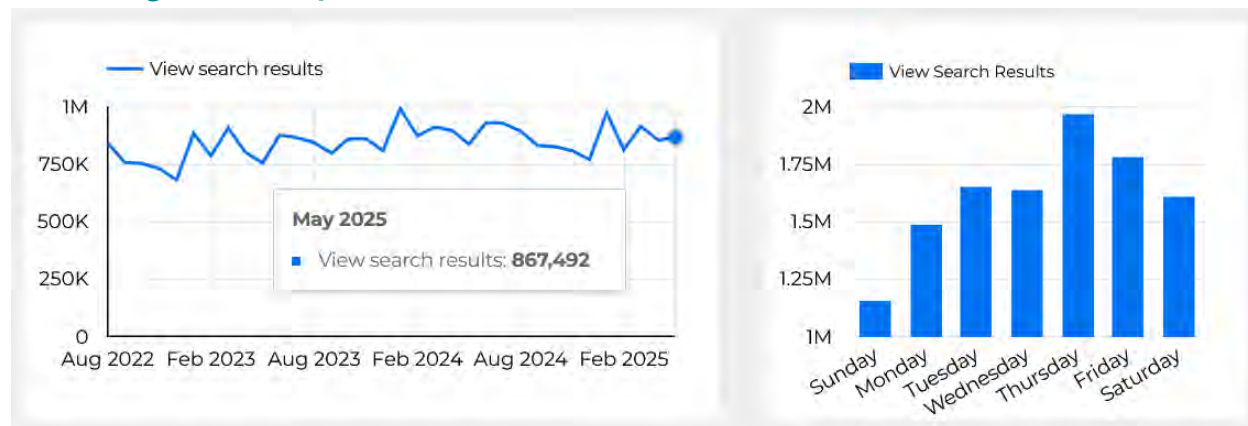 View search results
1M
750K
500K
250K
0
Aug 2022 Feb 2023 Aug 2023 Feb 2024 Aug 2024 Feb 2025
May 2025
View search results: 867,492
View Search Results
2M
1.75M
1.5M
1.25M
1M
Sunday Monday Tuesday Wednesday Thursday Friday Saturday